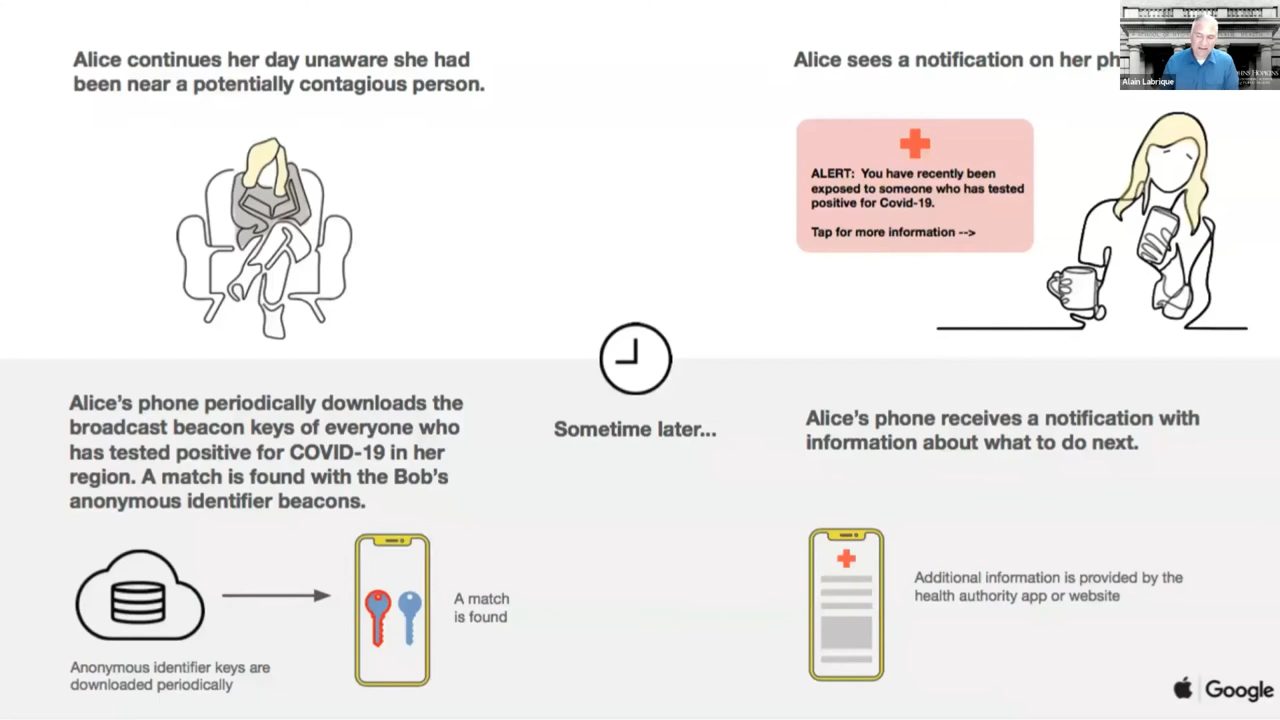 Alice continues her day unaware she had
been near a potentially contagious person.
Alice sees a notification on her
Alain Labrique
ALERT: You have recently been
exposed to someone who has tested
positive for Covid-19.
Tap for more information -->
Alice's phone periodically downloads the
broadcast beacon keys of everyone who
has tested positive for COVID-19 in her
region. A match is found with the Bob's
anonymous identifier beacons.
Sometime later...
Alice's phone receives a notification with
information about what to do next.
A match
is found
Additional information is provided by the
health authority app or website
Anonymous identifier keys are
downloaded periodically
Google